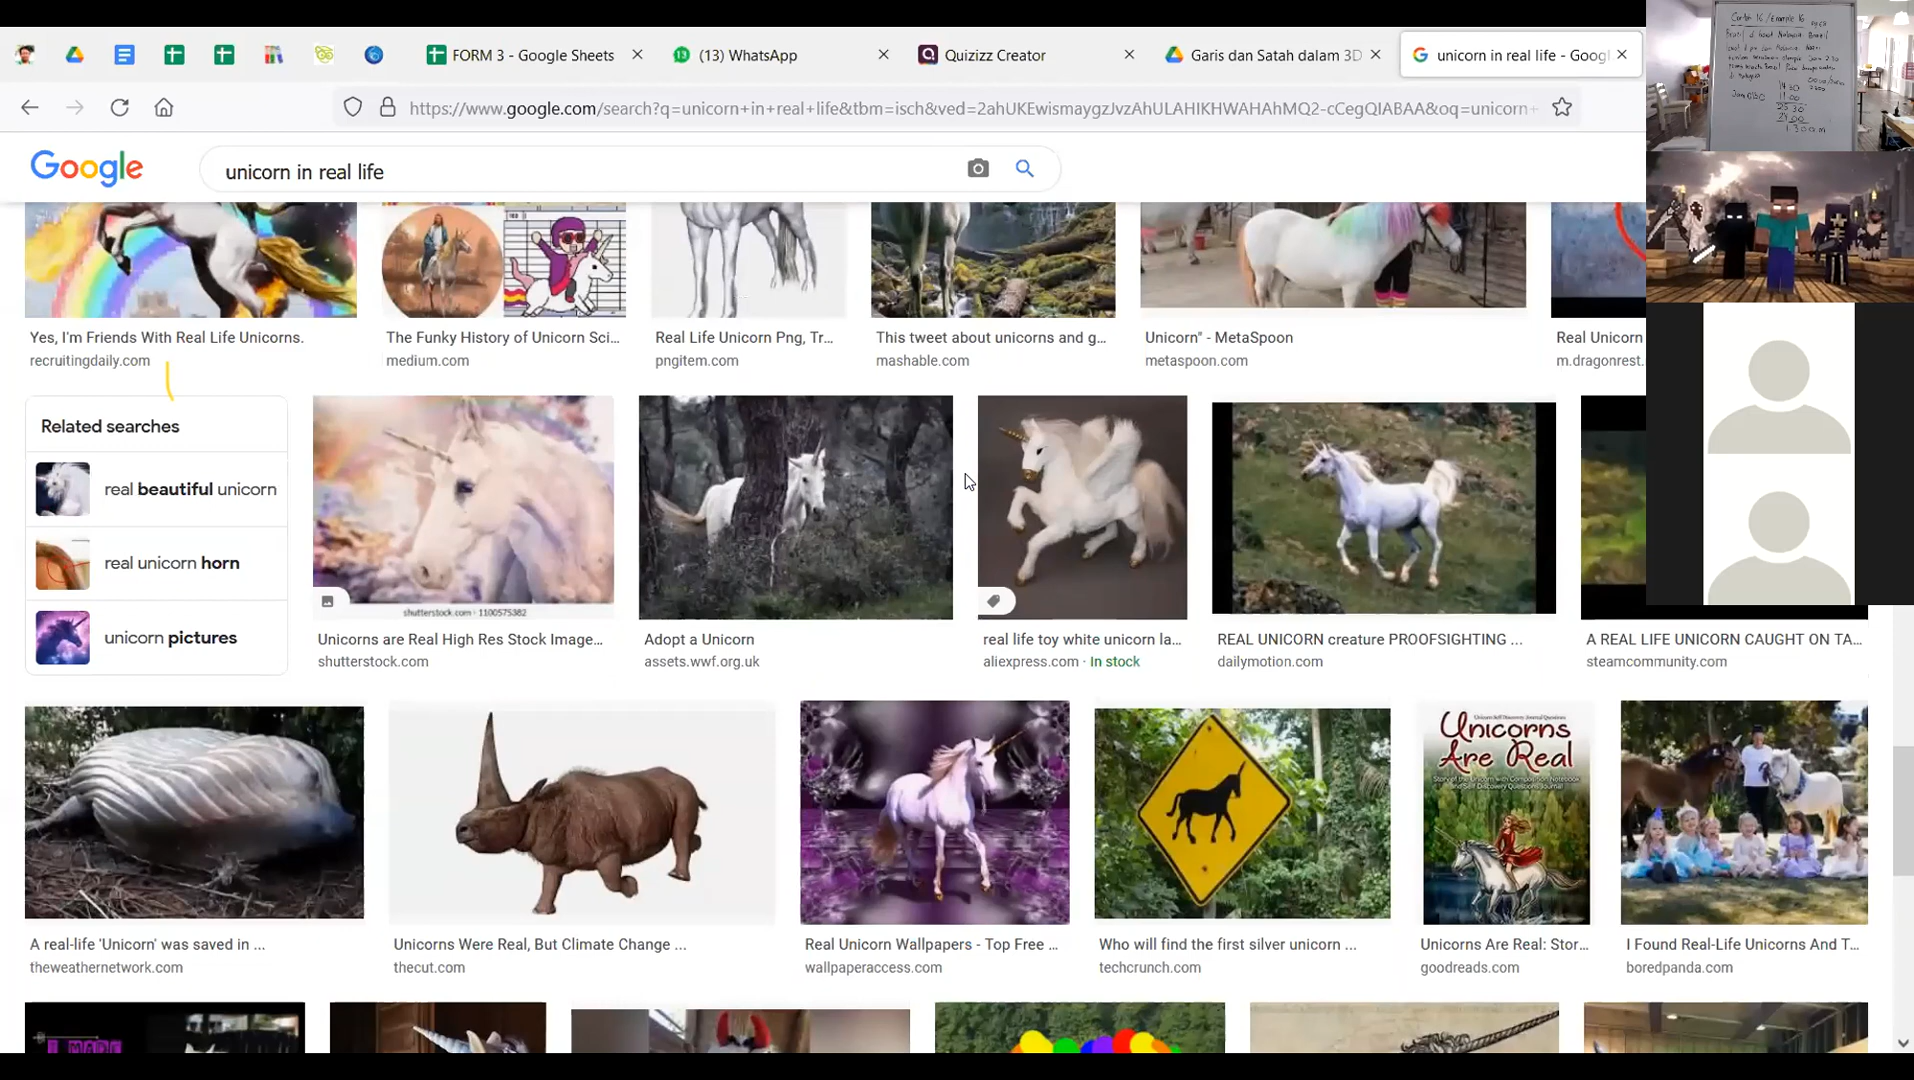 FORM 3 - Google Sheets
(13) WhatsApp
Quizizz Creator
Garis dan Satah dalam 3D
unicorn in real life - Googl
https://www.google.com/search?q=unicorn+in+real+life&tbm=isch&ved=2ahUKEwismaygzJvzAhULAHIKHWAHAhMQ2-cCegQIABAA&oq=unicorn+
Google
unicorn in real life
Yes, I'm Friends With Real Life Unicorns.
recruitingdaily.com
The Funky History of Unicorn Sci...
medium.com
Real Life Unicorn Png, Tr...
pngitem.com
This tweet about unicorns and g...
mashable.com
Unicorn" - MetaSpoon
metaspoon.com
Real Unicorn
m.dragonrest.
Related searches
real beautiful unicorn
real unicorn horn
unicorn pictures
shutterstock.com · 1100575382
Unicorns are Real High Res Stock Image...
shutterstock.com
Adopt a Unicorn
assets.wwf.org.uk
real life toy white unicorn la...
aliexpress.com · In stock
REAL UNICORN creature PROOFSIGHTING ...
dailymotion.com
A REAL LIFE UNICORN CAUGHT ON TA...
steamcommunity.com
Unicorns
Are Real
A real-life 'Unicorn' was saved in ...
theweathernetwork.com
Unicorns Were Real, But Climate Change ...
thecut.com
Real Unicorn Wallpapers - Top Free ...
wallpaperaccess.com
Who will find the first silver unicorn ...
techcrunch.com
Unicorns Are Real: Stor...
goodreads.com
I Found Real-Life Unicorns And T...
boredpanda.com
I MADE
Contoh 16 / Example 16